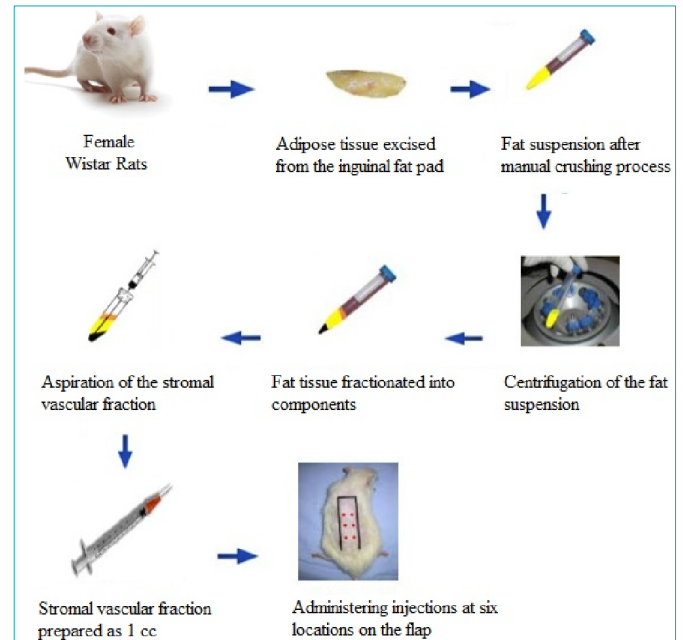 Female
Wistar Rats
Adipose tissue excised
from the inguinal fat pad
Fat suspension after
manual crushing process
Centrifugation of the fat
suspension
Fat tissue fractionated into
components
Aspiration of the stromal
vascular fraction
Stromal vascular fraction
prepared as 1 cc
Administering injections at six
locations on the flap